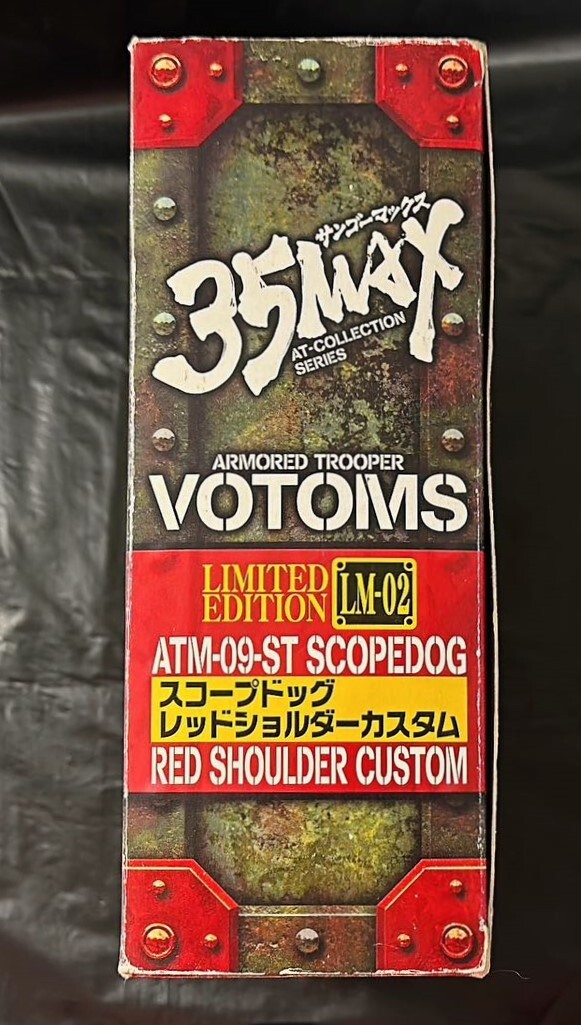 サンゴーマックス
35MAX
AT-COLLECTION
SERIES
ARMORED TROOPER
VOTOMS
LIMITED
EDITION
LM-02
ATM-09-ST SCOPEDOG
スコープドッグ
レッドショルダーカスタム
RED SHOULDER CUSTOM